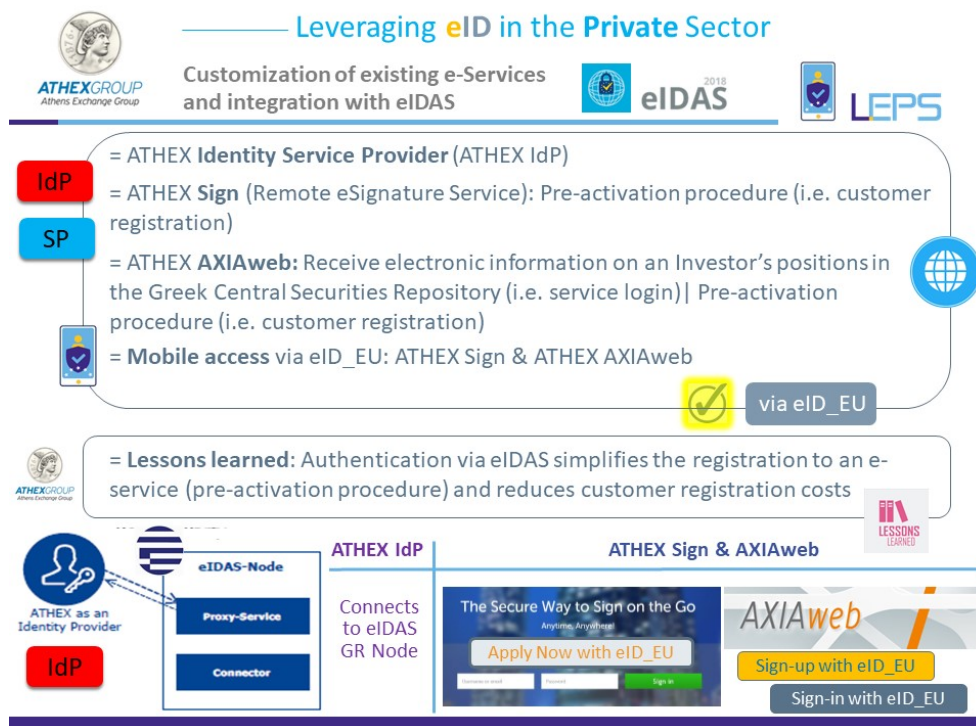 Leveraging eID in the Private Sector
ATHEXGROUP
Athens Exchange Group
Customization of existing e-Services
and integration with eIDAS
2018
eIDAS
LEPS
IdP
SP
= ATHEX Identity Service Provider (ATHEX IdP)
= ATHEX Sign (Remote eSignature Service): Pre-activation procedure (i.e. customer
registration)
= ATHEX AXIAweb: Receive electronic information on an Investor's positions in
the Greek Central Securities Repository (i.e. service login)| Pre-activation
procedure (i.e. customer registration)
= Mobile access via eID_EU: ATHEX Sign & ATHEX AXIAweb
via eID_EU
ATHEXGROUP
Athens Exchange Group
= Lessons learned: Authentication via eIDAS simplifies the registration to an e-
service (pre-activation procedure) and reduces customer registration costs
LESSONS
LEARNED
ATHEX as an
Identity Provider
IdP
eIDAS-Node
Proxy-Service
Connector
ATHEX IdP
Connects
to eIDAS
GR Node
ATHEX Sign & AXIAweb
The Secure Way to Sign on the Go
Anytime, Anywhere!
Apply Now with eID_EU
Username or email
Password
Sign in
AXIAweb
Sign-up with eID_EU
Sign-in with eID_EU